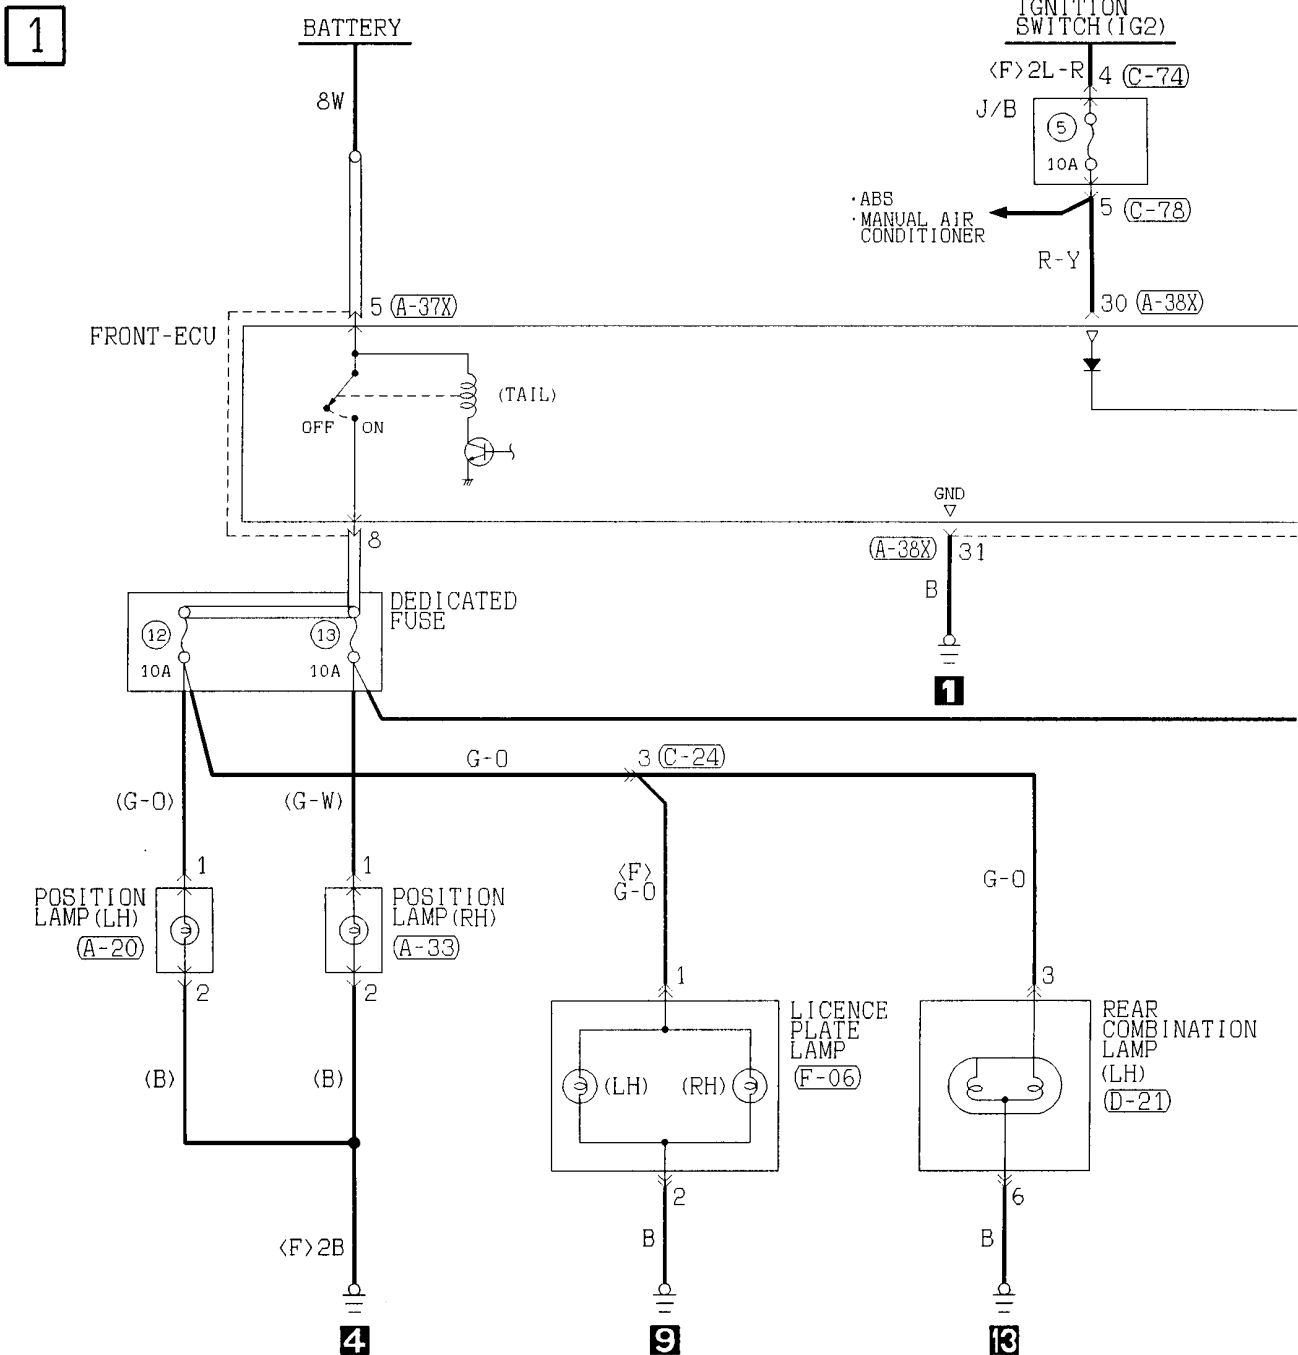 1
BATTERY
IGNITION
SWITCH(IG2)
8W
<F>2L-R
4 (C-74)
J/B
5
10A
·ABS
·MANUAL AIR
CONDITIONER
5 (C-78)
R-Y
5 (A-37X)
30 (A-38X)
FRONT-ECU
(TAIL)
OFF
ON
GND
8
(A-38X) 31
B
1
DEDICATED
FUSE
12
13
10A
10A
G-O
3 (C-24)
(G-O)
(G-W)
1
1
<F>
G-O
G-O
POSITION
LAMP(LH)
(A-20)
POSITION
LAMP(RH)
(A-33)
2
2
1
3
LICENCE
PLATE
LAMP
(F-06)
REAR
COMBINATION
LAMP
(LH)
(D-21)
(B)
(B)
(LH)
(RH)
2
6
<F>2B
B
B
4
9
13